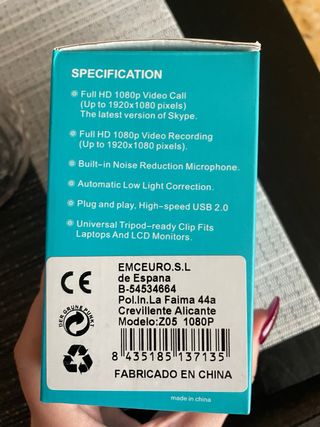 SPECIFICATION
Full HD 1080p Video Call
(Up to 1920x1080 pixels)
The latest version of Skype.
Full HD 1080p Video Recording
(Up to 1920x1080 pixels).
Built-in Noise Reduction Microphone.
Automatic Low Light Correction.
Plug and play, High-speed USB 2.0
Universal Tripod-ready Clip Fits
Laptops And LCD Monitors.
CE
DER GRÜNE PUNKT
EMCEURO.S.L
de Espana
B-54534664
Pol.In.La Faima 44a
Crevillente Alicante
Modelo:Z05 1080P
8 435185 137135
FABRICADO EN CHINA
made in china